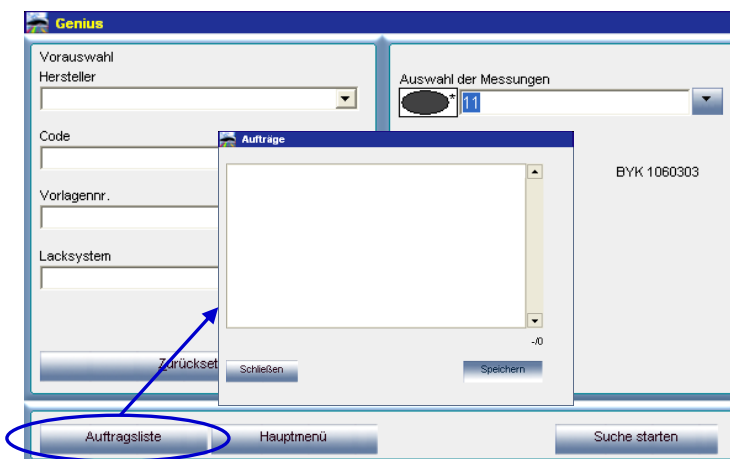 Genius
Vorauswahl
Hersteller
Code
Vorlagennr.
Lacksystem
Auswahl der Messungen
* 11
BYK 1060303
Aufträge
-/0
Schließen
Speichern
Zurückset
Auftragsliste
Hauptmenü
Suche starten